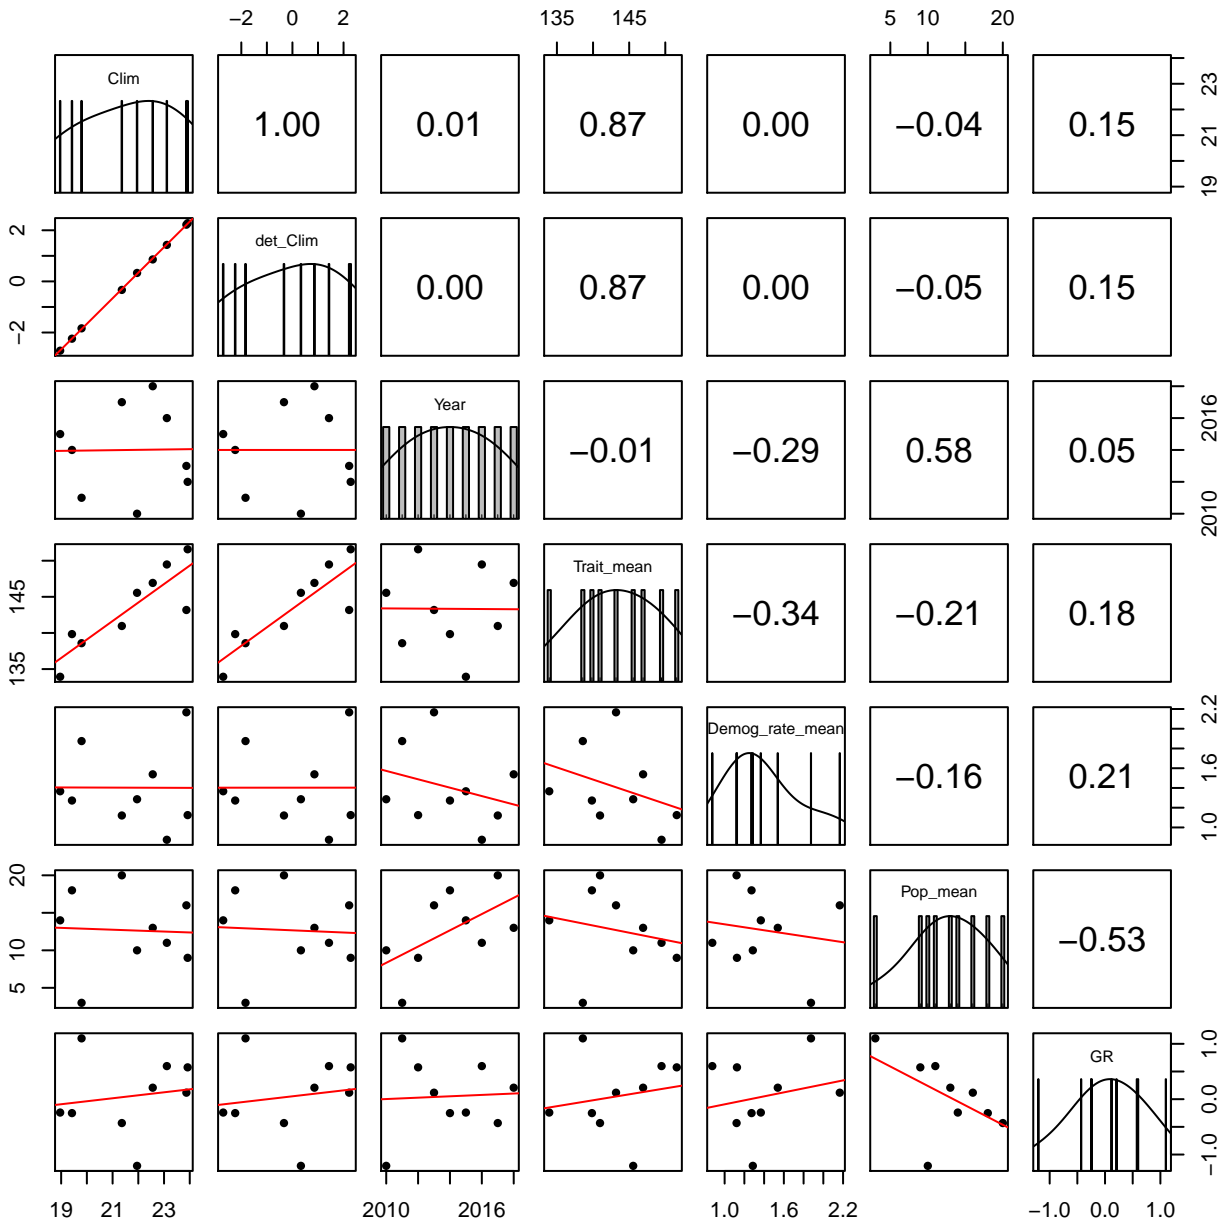 −2 0 2 135 145 5 10 20
Clim 1.00 0.01 0.87 0.00 −0.04 0.15 19 21 23
−2 0 2 det_Clim 0.00 0.87 0.00 −0.05 0.15
Year −0.01 −0.29 0.58 0.05 2010 2016
135 145 Trait_mean −0.34 −0.21 0.18
Demog_rate_mean −0.16 0.21 1.0 1.6 2.2
5 10 20 Pop_mean −0.53
GR −1.0 0.0 1.0
19 21 23 2010 2016 1.0 1.6 2.2 −1.0 0.0 1.0